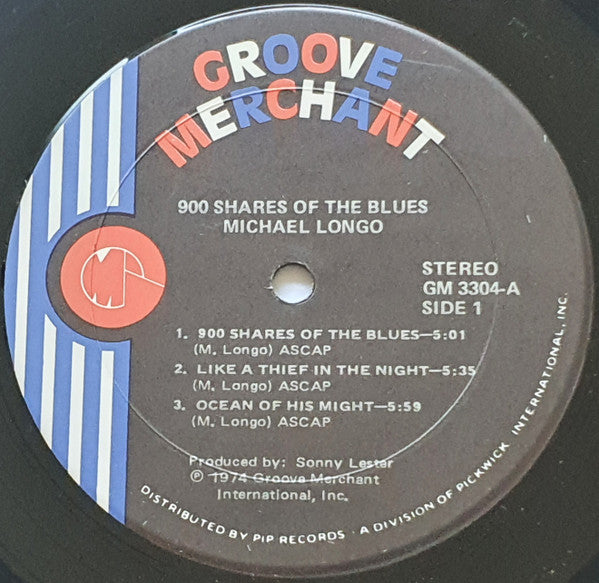 GROOVE
MERCHANT
900 SHARES OF THE BLUES
MICHAEL LONGO
STEREO
GM 3304-A
SIDE 1
1. 900 SHARES OF THE BLUES—5:01
(M. Longo) ASCAP
2. LIKE A THIEF IN THE NIGHT—5:35
(M. Longo) ASCAP
3. OCEAN OF HIS MIGHT—5:59
(M. Longo) ASCAP
Produced by: Sonny Lester
℗ 1974 Groove Merchant
International, Inc.
DISTRIBUTED BY PIP RECORDS · A DIVISION OF PICKWICK INTERNATIONAL, INC.